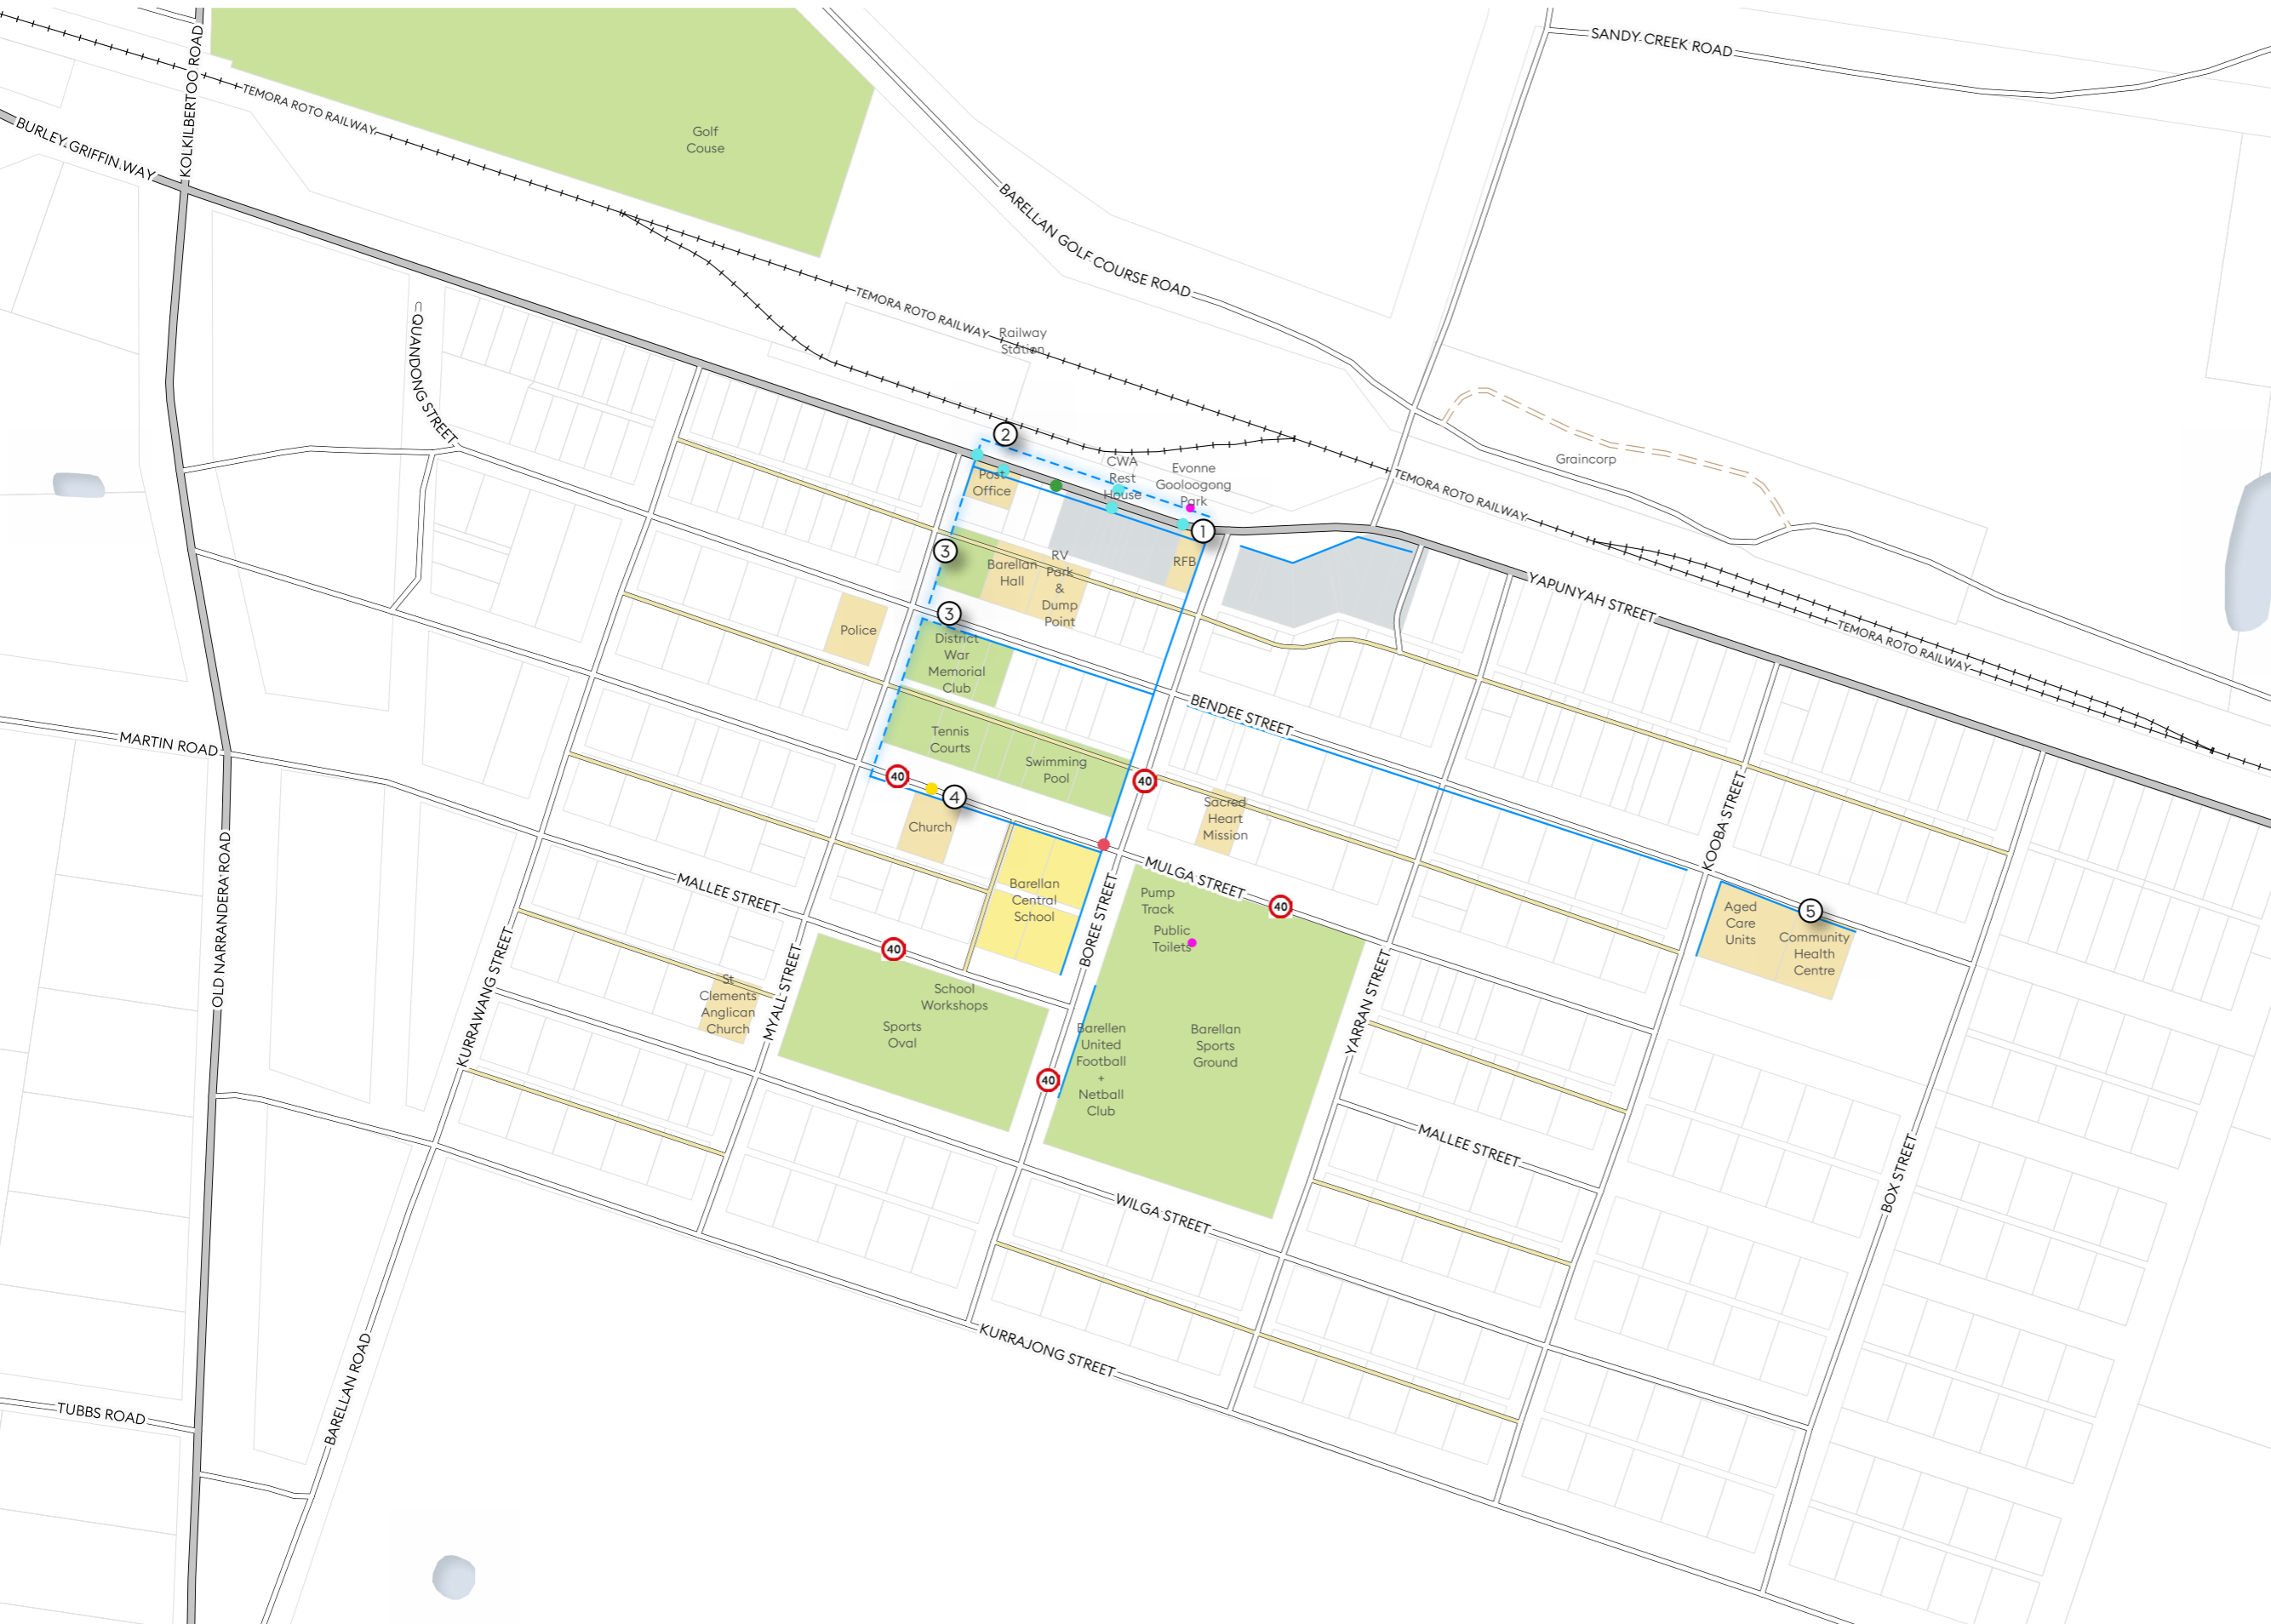 SANDY CREEK ROAD
KOLKILBERTOO ROAD
TEMORA ROTO RAILWAY
BURLEY GRIFFIN WAY
Golf
Couse
BARELLAN GOLF COURSE ROAD
TEMORA ROTO RAILWAY
Railway
Station
QUANDONG STREET
2
CWA
Rest
House
Evonne
Gooloogong
Park
Graincorp
TEMORA ROTO RAILWAY
Post
Office
1
3
Barellan
Hall
RV
Park
&
Dump
Point
RFB
YAPUNYAH STREET
TEMORA ROTO RAILWAY
Police
3
District
War
Memorial
Club
BENDEE STREET
MARTIN ROAD
Tennis
Courts
Swimming
Pool
40
40
4
Church
Sacred
Heart
Mission
KOOBA STREET
MULGA STREET
40
MALLEE STREET
Barellan
Central
School
Pump
Track
Public
Toilets
BOREE STREET
Aged
Care
Units
5
Community
Health
Centre
OLD NARRANDERA ROAD
40
KURRAWANG STREET
MYALL STREET
St
Clements
Anglican
Church
School
Workshops
Sports
Oval
YARRAN STREET
Barellen
United
Football
+
Netball
Club
Barellan
Sports
Ground
40
MALLEE STREET
BOX STREET
WILGA STREET
KURRAJONG STREET
BARELLAN ROAD
TUBBS ROAD